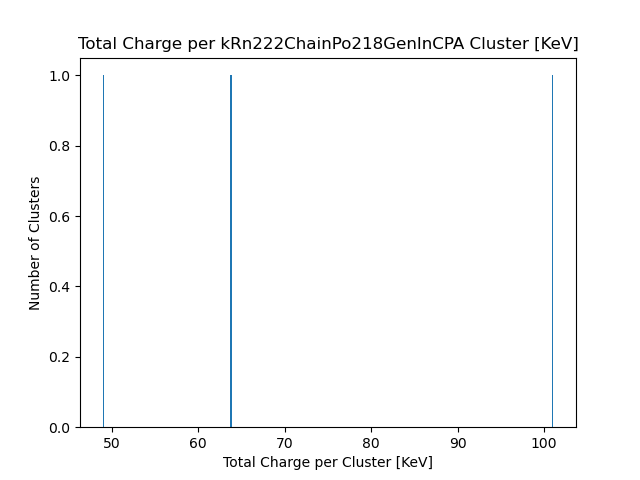 Total Charge per kRn222ChainPo218GenInCPA Cluster [KeV]
1.0
0.8
0.6
0.4
0.2
0.0
Number of Clusters
50 60 70 80 90 100
Total Charge per Cluster [KeV]